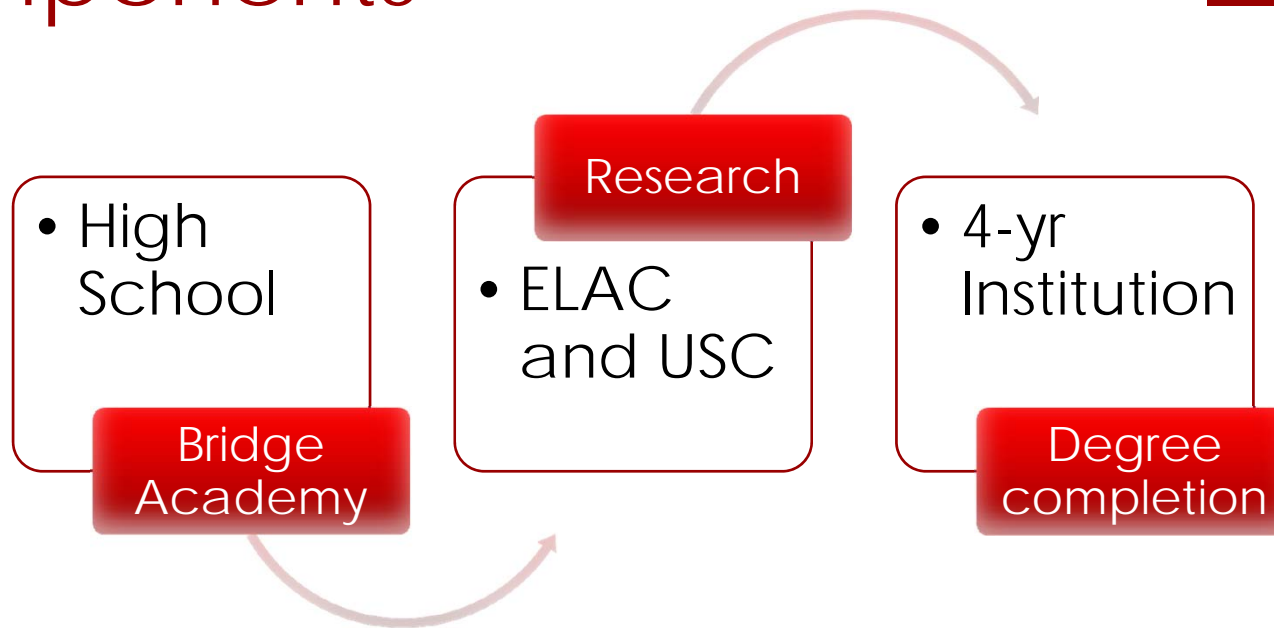 • High
School
Bridge
Academy
Research
• ELAC
and USC
• 4-yr
Institution
Degree
completion